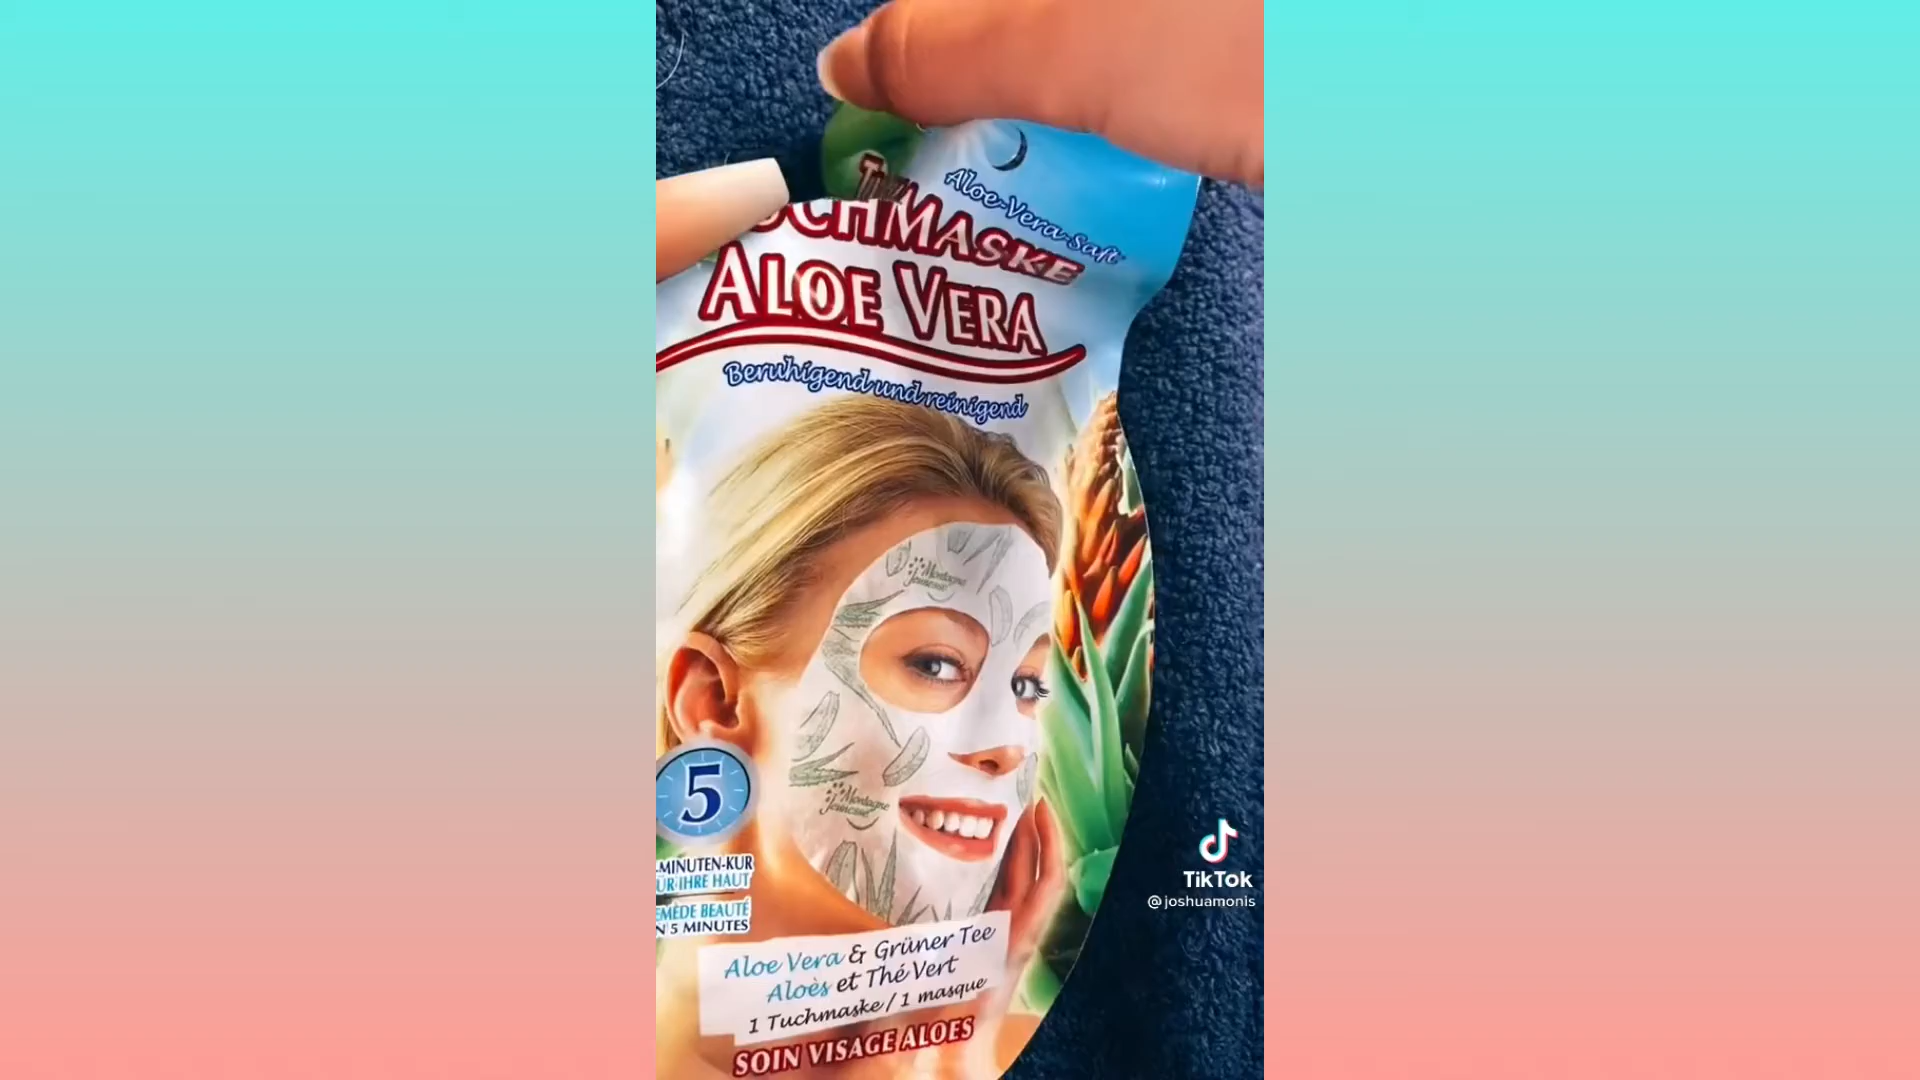 Aloe-Vera-Saft
TUCHMASKE
ALOE VERA
Beruhigend und reinigend
Montagne
Jeunesse
5
-MINUTEN-KUR
ÜR IHRE HAUT
EMÈDE BEAUTÉ
N 5 MINUTES
Montagne
Jeunesse
Aloe Vera & Grüner Tee
Aloès et Thé Vert
1 Tuchmaske / 1 masque
SOIN VISAGE ALOES
TikTok
@joshuamonis